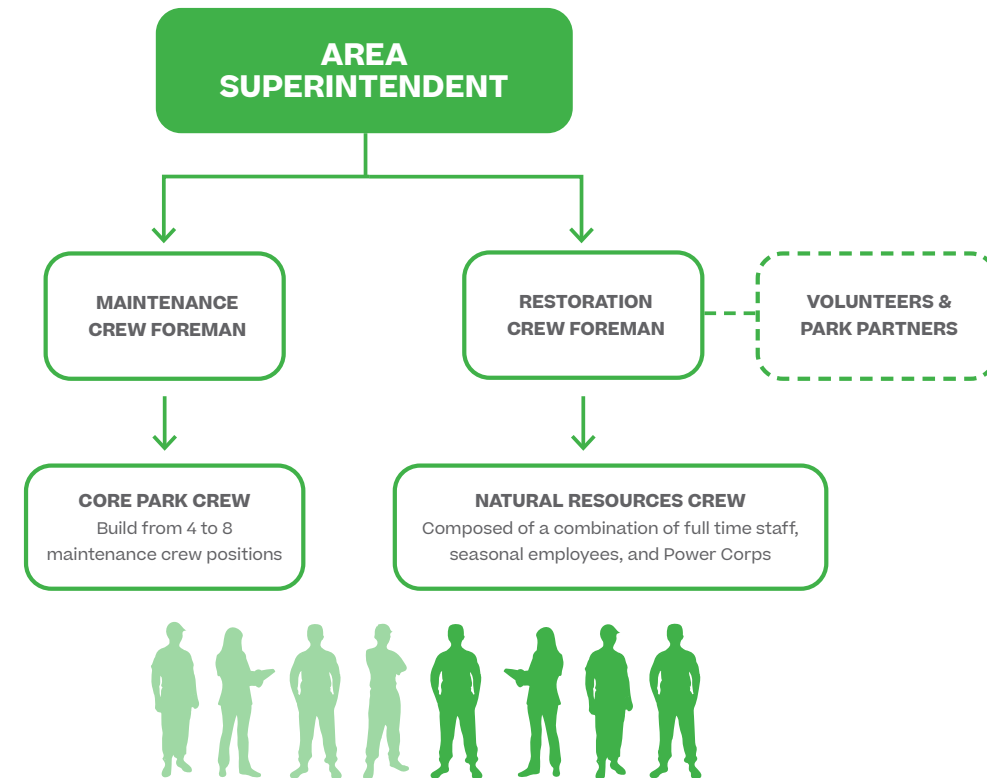 AREA
SUPERINTENDENT
MAINTENANCE
CREW FOREMAN
RESTORATION
CREW FOREMAN
VOLUNTEERS &
PARK PARTNERS
CORE PARK CREW
Build from 4 to 8
maintenance crew positions
NATURAL RESOURCES CREW
Composed of a combination of full time staff,
seasonal employees, and Power Corps